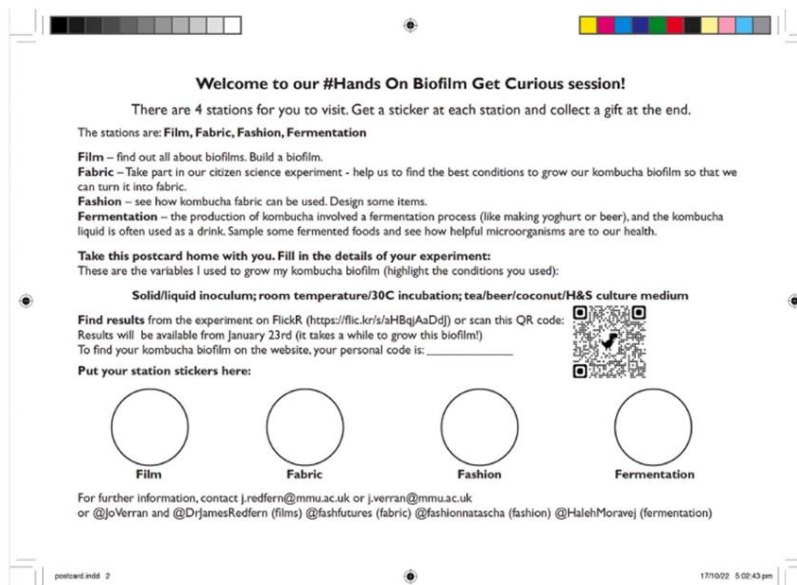 Welcome to our #Hands On Biofilm Get Curious session!
There are 4 stations for you to visit. Get a sticker at each station and collect a gift at the end.
The stations are: Film, Fabric, Fashion, Fermentation
Film – find out all about biofilms. Build a biofilm.
Fabric – Take part in our citizen science experiment - help us to find the best conditions to grow our kombucha biofilm so that we
can turn it into fabric.
Fashion – see how kombucha fabric can be used. Design some items.
Fermentation – the production of kombucha involved a fermentation process (like making yoghurt or beer), and the kombucha
liquid is often used as a drink. Sample some fermented foods and see how helpful microorganisms are to our health.
Take this postcard home with you. Fill in the details of your experiment:
These are the variables I used to grow my kombucha biofilm (highlight the conditions you used):
Solid/liquid inoculum; room temperature/30C incubation; tea/beer/coconut/H&S culture medium
Find results from the experiment on FlickR (https://flic.kr/s/aHBqjAaDdJ) or scan this QR code:
Results will be available from January 23rd (it takes a while to grow this biofilm!)
To find your kombucha biofilm on the website, your personal code is: ______________
Put your station stickers here:
Film Fabric Fashion Fermentation
For further information, contact j.redfern@mmu.ac.uk or j.verran@mmu.ac.uk
or @JoVerran and @DrJamesRedfern (films) @fashfutures (fabric) @fashionnatascha (fashion) @HalehMoravej (fermentation)
postcard.indd 2
17/10/22 5:02:43 pm